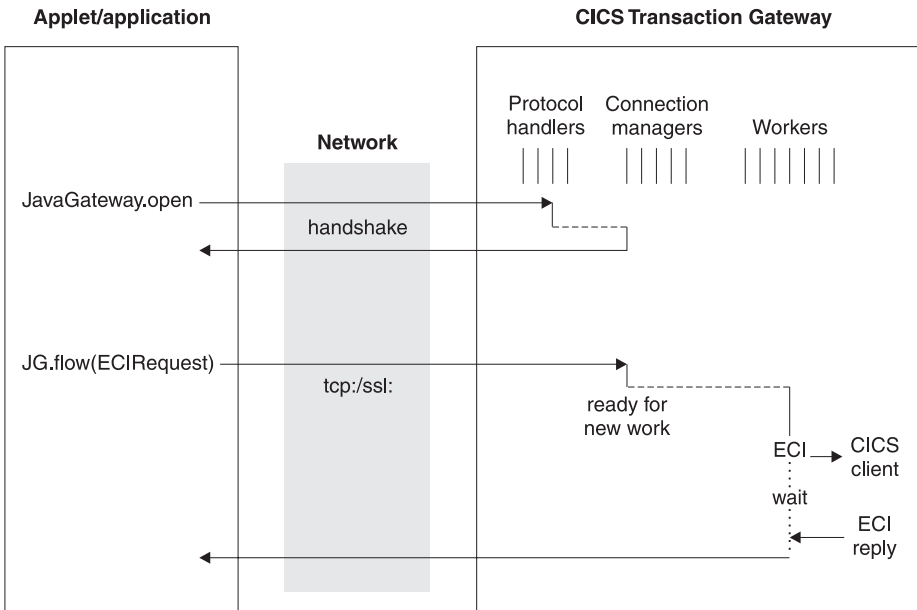 Applet/application
CICS Transaction Gateway
Protocol
handlers
Connection
managers
Workers
Network
JavaGateway.open
handshake
JG.flow(ECIRequest)
tcp:/ssl:
ready for
new work
ECI
CICS
client
wait
ECI
reply